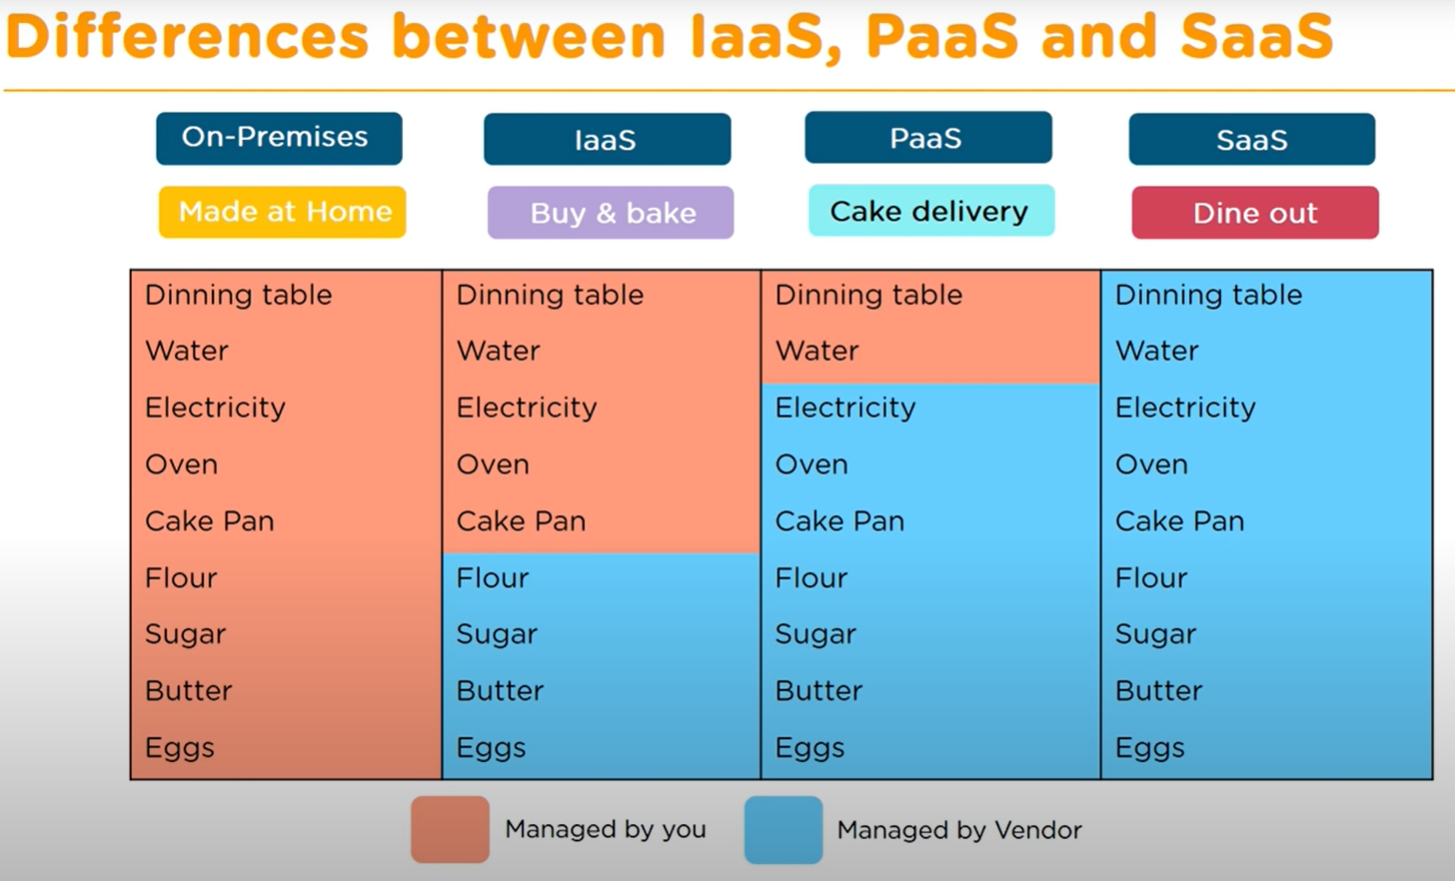 Differences between IaaS, PaaS and SaaS
On-Premises IaaS PaaS SaaS
Made at Home Buy & bake Cake delivery Dine out
Dinning table Dinning table Dinning table Dinning table
Water Water Water Water
Electricity Electricity Electricity Electricity
Oven Oven Oven Oven
Cake Pan Cake Pan Cake Pan Cake Pan
Flour Flour Flour Flour
Sugar Sugar Sugar Sugar
Butter Butter Butter Butter
Eggs Eggs Eggs Eggs
Managed by you Managed by Vendor